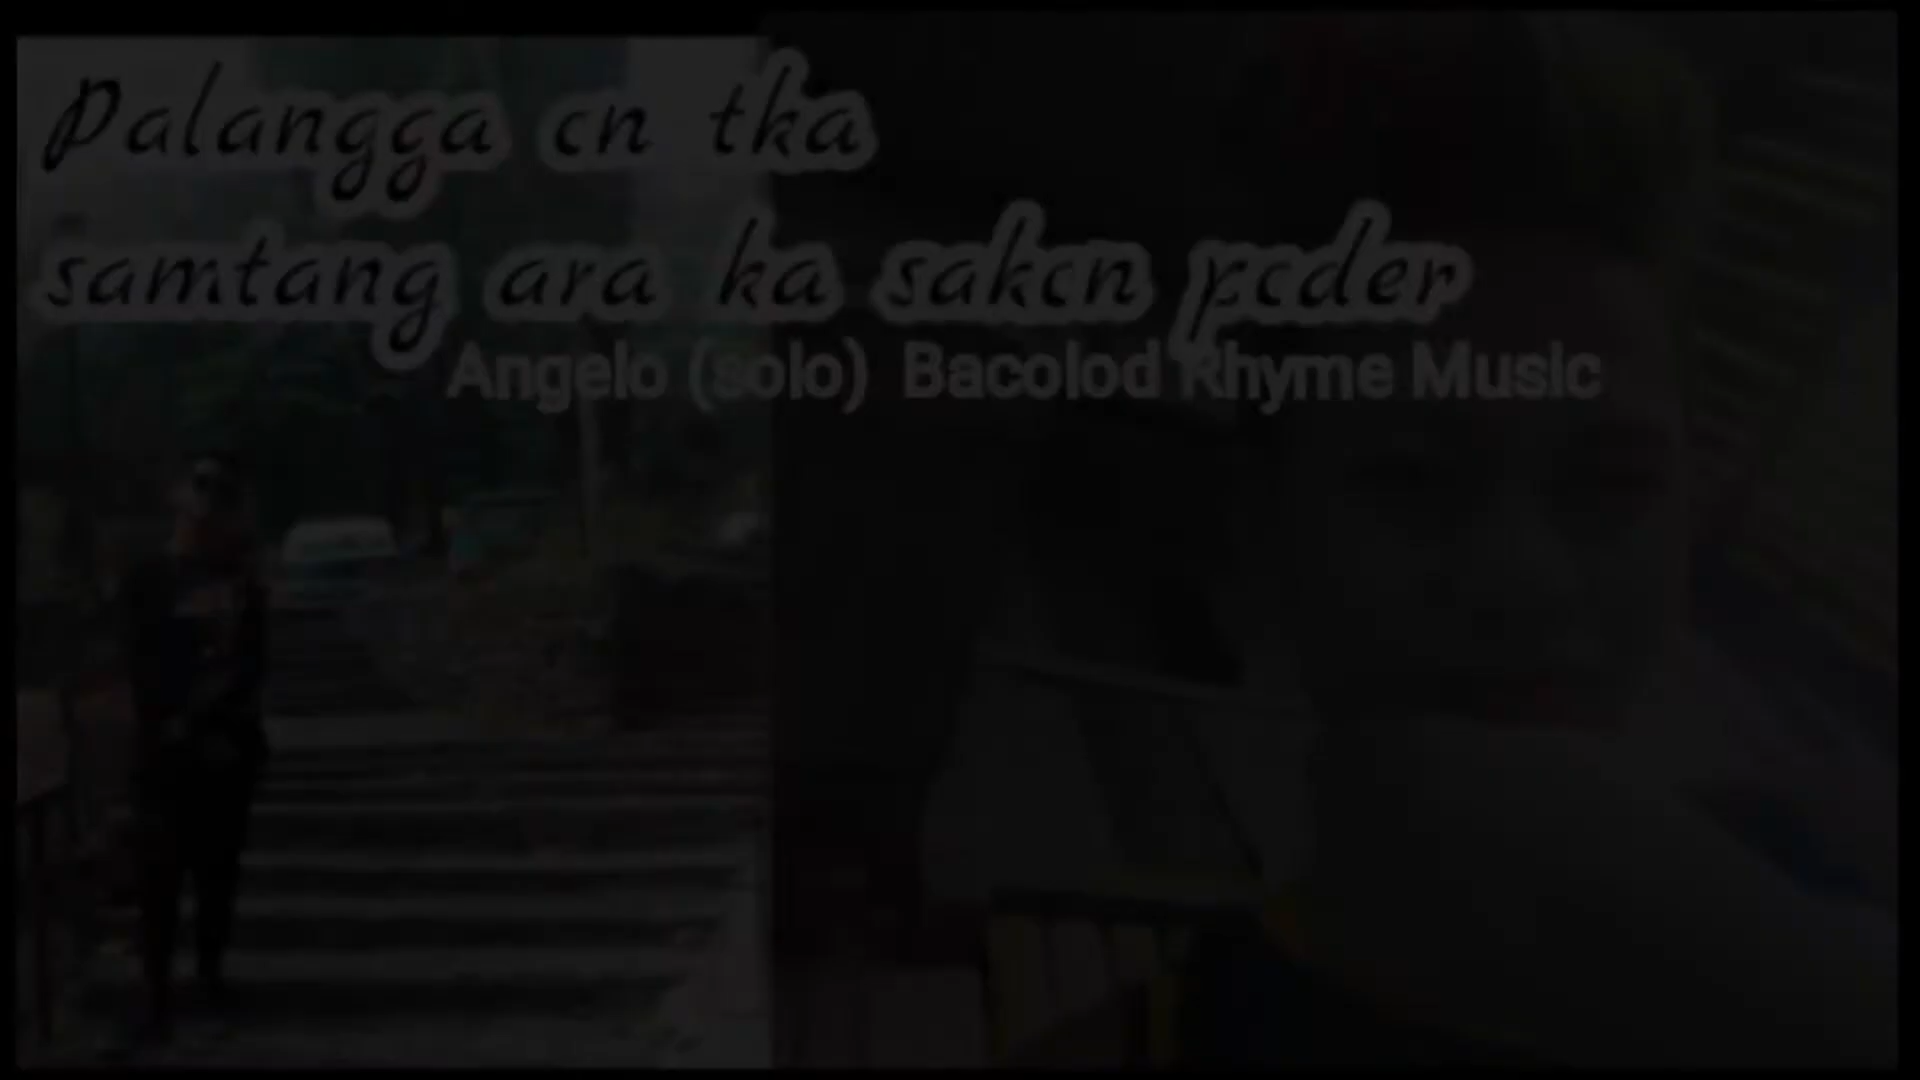 Palangga cn tka
samtang ara ka sakcn pcder
Angelo (solo) Bacolod Rhyme Music